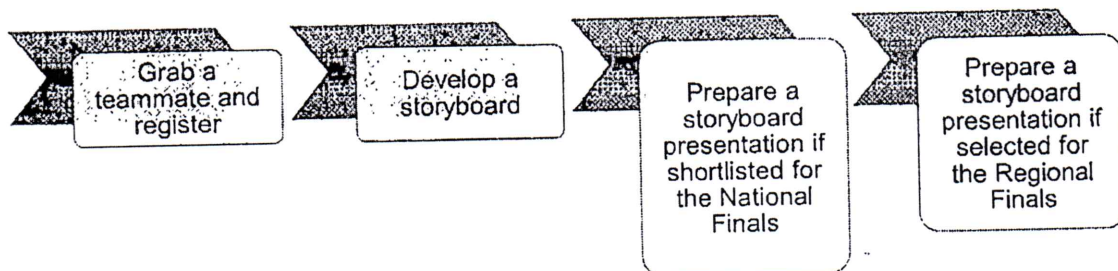 Grab a
teammate and
register
Develop a
storyboard
Prepare a
storyboard
presentation if
shortlisted for
the National
Finals
Prepare a
storyboard
presentation if
selected for
the Regional
Finals